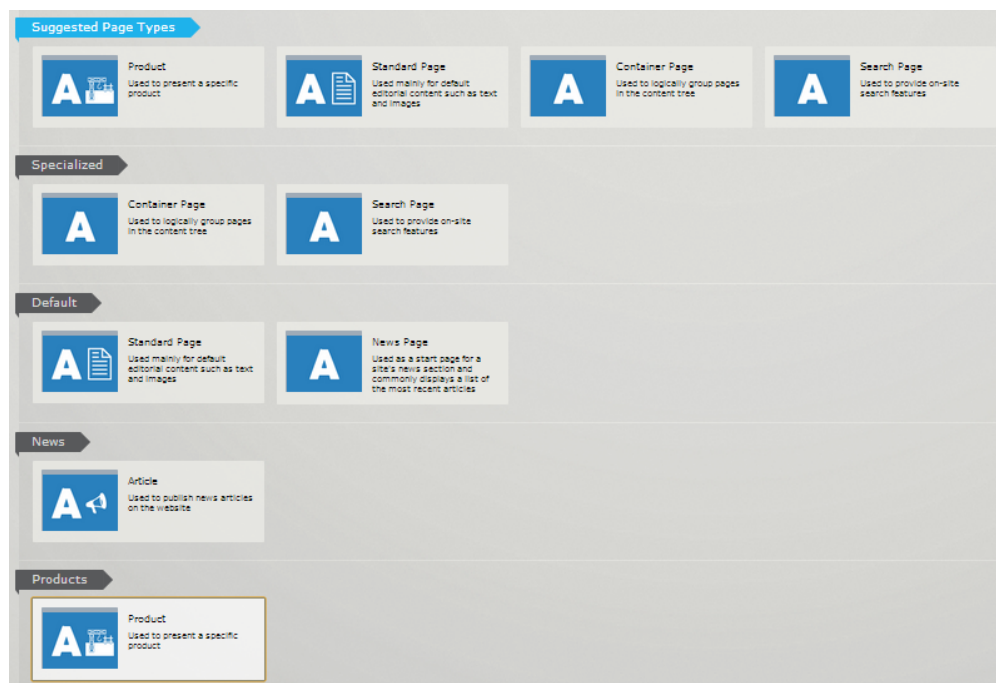 Suggested Page Types
A
Product
Used to present a specific
product
A
Standard Page
Used mainly for default
editorial content such as text
and images
A
Container Page
Used to logically group pages
in the content tree
A
Search Page
Used to provide on-site
search features
Specialized
A
Container Page
Used to logically group pages
in the content tree
A
Search Page
Used to provide on-site
search features
Default
A
Standard Page
Used mainly for default
editorial content such as text
and images
A
News Page
Used as a start page for a
site's news section and
commonly displays a list of
the most recent articles
News
A
Article
Used to publish news articles
on the website
Products
A
Product
Used to present a specific
product